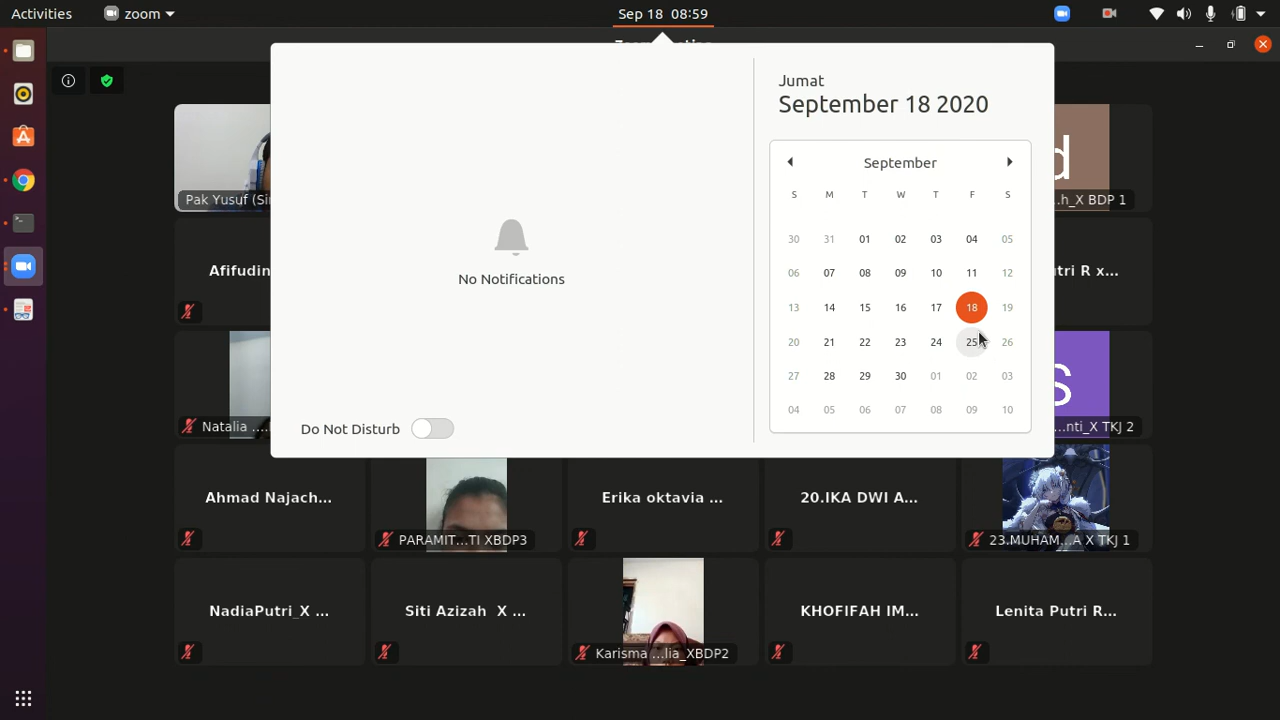 Activities
zoom
Sep 18 08:59
Jumat
September 18 2020
September
S M T W T F S
30 31 01 02 03 04 05
06 07 08 09 10 11 12
13 14 15 16 17 18 19
20 21 22 23 24 25 26
27 28 29 30 01 02 03
04 05 06 07 08 09 10
No Notifications
Do Not Disturb
Pak Yusuf (Si
d
.h_X BDP 1
Afifudin
tri R x...
Natalia ....
S
...nti_X TKJ 2
Ahmad Najach...
PARAMIT...TI XBDP3
Erika oktavia ...
20.IKA DWI A...
23.MUHAM...A X TKJ 1
NadiaPutri_X ...
Siti Azizah X ...
Karisma ...lia_XBDP2
KHOFIFAH IM...
Lenita Putri R...